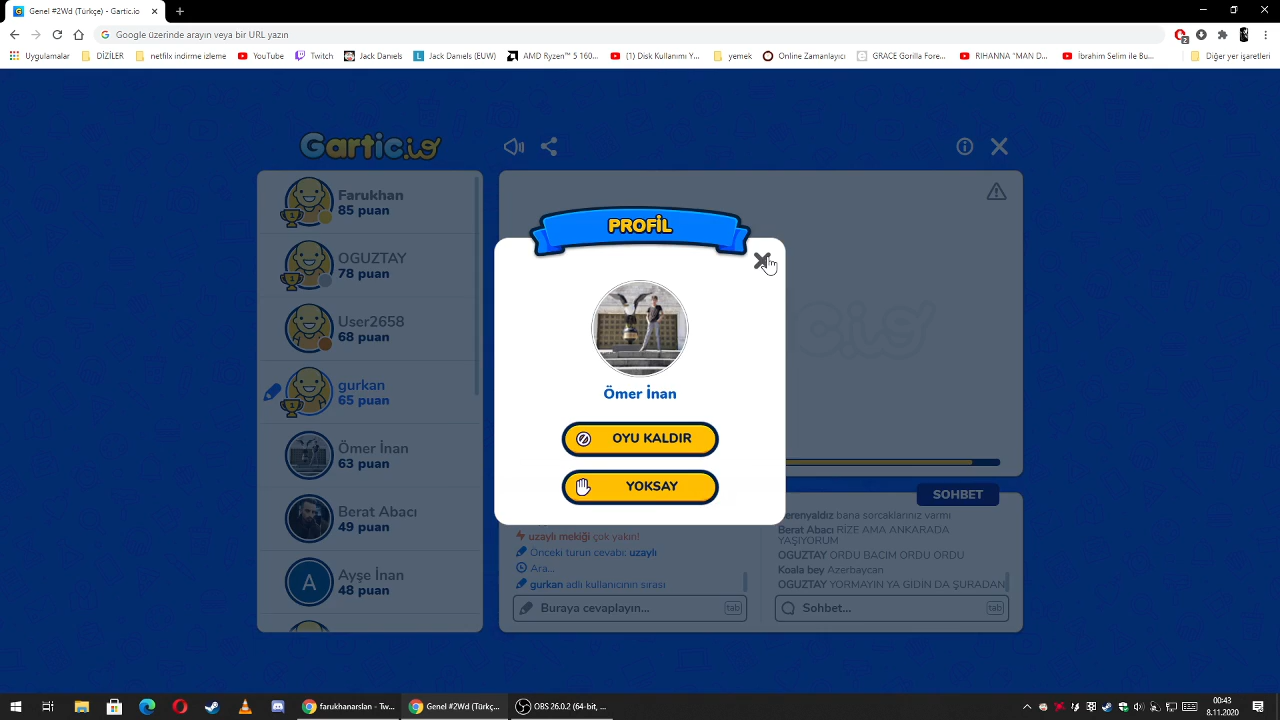 Genel #2Wd (Türkçe) - Gartic.io
Google üzerinde arayın veya bir URL yazın
2
Uygulamalar
DİZİLER
netflix indirme izleme
YouTube
Twitch
Jack Daniels
Jack Daniels (EUW)
AMD Ryzen™ 5 160...
(1) Disk Kullanımı Y...
yemek
Online Zamanlayıcı
GRACE Gorilla Fore...
RIHANNA "MAN D...
İbrahim Selim ile Bu...
Diğer yer işaretleri
Gartic.io
Farukhan
85 puan
OGUZTAY
78 puan
User2658
68 puan
gurkan
65 puan
Ömer İnan
63 puan
Berat Abacı
49 puan
A
Ayşe İnan
48 puan
PROFİL
Ömer İnan
OYU KALDIR
YOKSAY
uzaylı mekiği çok yakın!
Önceki turun cevabı: uzaylı
Ara...
gurkan adlı kullanıcının sırası
Buraya cevaplayın...
tab
SOHBET
bana sorcaklarınız varmı
Berat Abacı RİZE AMA ANKARADA
YAŞIYORUM
OGUZTAY ORDU BACIM ORDU ORDU
Koala bey Azerbaycan
OGUZTAY YORMAYIN YA GIDIN DA ŞURADAN
Sohbet...
tab
farukhanarslan - Tw...
Genel #2Wd (Türkç...
OBS 26.0.2 (64-bit, ...
00:43
8.11.2020